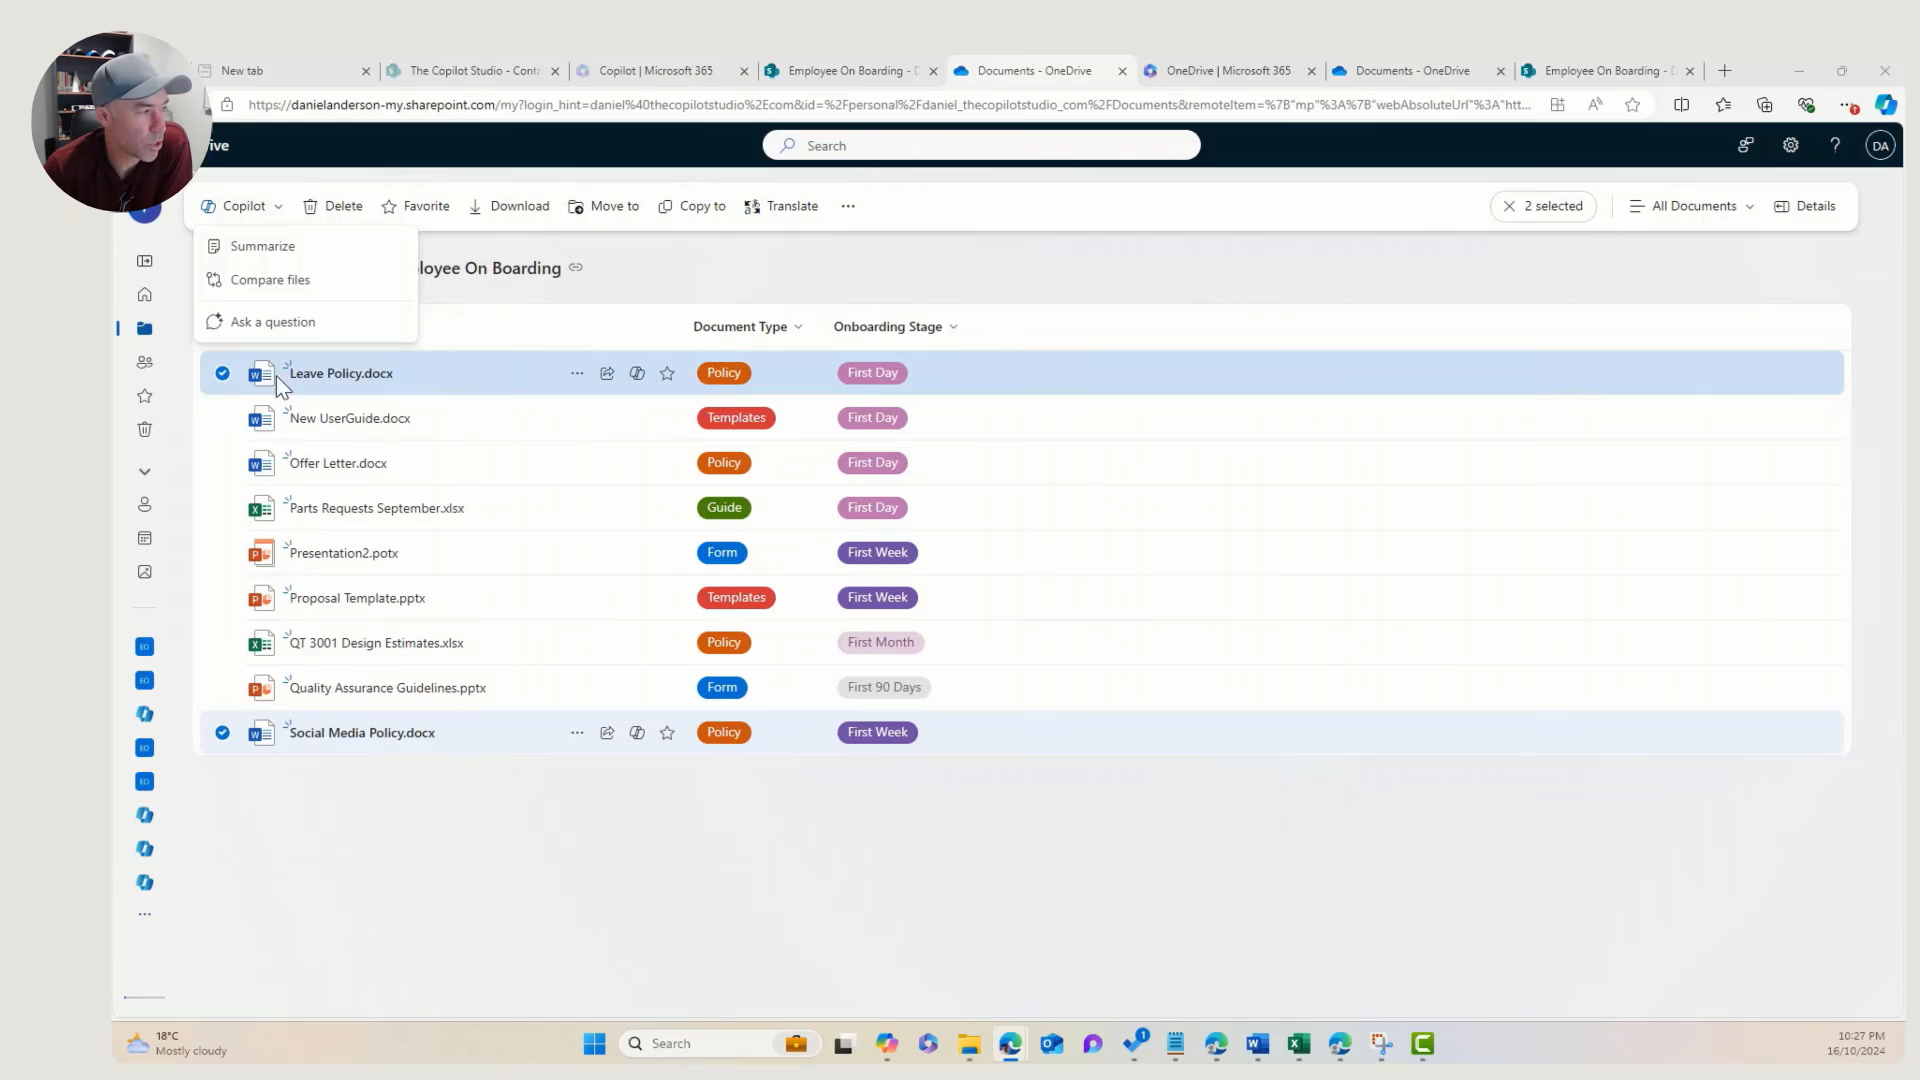 New tab
The Copilot Studio - Contr
Copilot | Microsoft 365
Employee On Boarding - D
Documents - OneDrive
OneDrive | Microsoft 365
Documents - OneDrive
Employee On Boarding - D
https://danielanderson-my.sharepoint.com/my?login_hint=daniel%40thecopilotstudio%2Ecom&id=%2Fpersonal%2Fdaniel_thecopilotstudio_com%2FDocuments&remoteItem=%7B"mp"%3A%7B"webAbsoluteUrl"%3A"htt...
ive
Search
DA
Copilot
Delete
Favorite
Download
Move to
Copy to
Translate
2 selected
All Documents
Details
Summarize
Compare files
Ask a question
loyee On Boarding
Document Type
Onboarding Stage
Leave Policy.docx
Policy
First Day
New UserGuide.docx
Templates
First Day
Offer Letter.docx
Policy
First Day
Parts Requests September.xlsx
Guide
First Day
Presentation2.potx
Form
First Week
Proposal Template.pptx
Templates
First Week
QT 3001 Design Estimates.xlsx
Policy
First Month
Quality Assurance Guidelines.pptx
Form
First 90 Days
Social Media Policy.docx
Policy
First Week
EO
EO
EO
EO
18°C
Mostly cloudy
Search
1
10:27 PM
16/10/2024